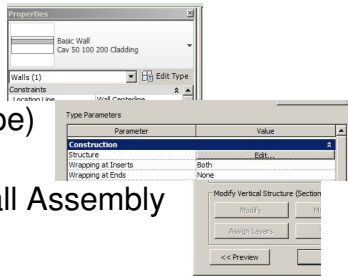 Properties
Basic Wall
Cav 50 100 200 Cladding
Walls (1)
Edit Type
Constraints
Location Line Wall Centerline
pe)
Type Parameters
Parameter Value
Construction
Structure Edit...
Wrapping at Inserts Both
Wrapping at Ends None
all Assembly
Modify Vertical Structure (Section
Modify
Assign Layers
<< Preview